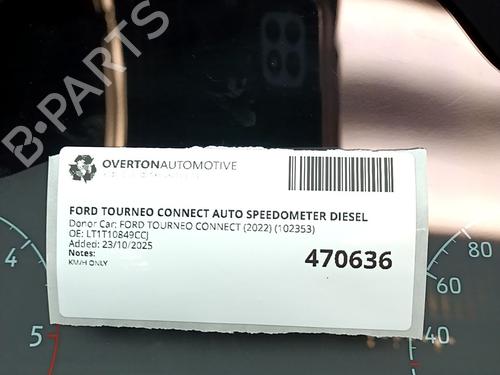 B-PARTS
OVERTONAUTOMOTIVE
FORD TOURNEO CONNECT AUTO SPEEDOMETER DIESEL
Donor Car: FORD TOURNEO CONNECT (2022) (102353)
OE: LT1T10849CCJ
Added: 23/10/2025
Notes:
KM/H ONLY
470636
4
5
80
60
40